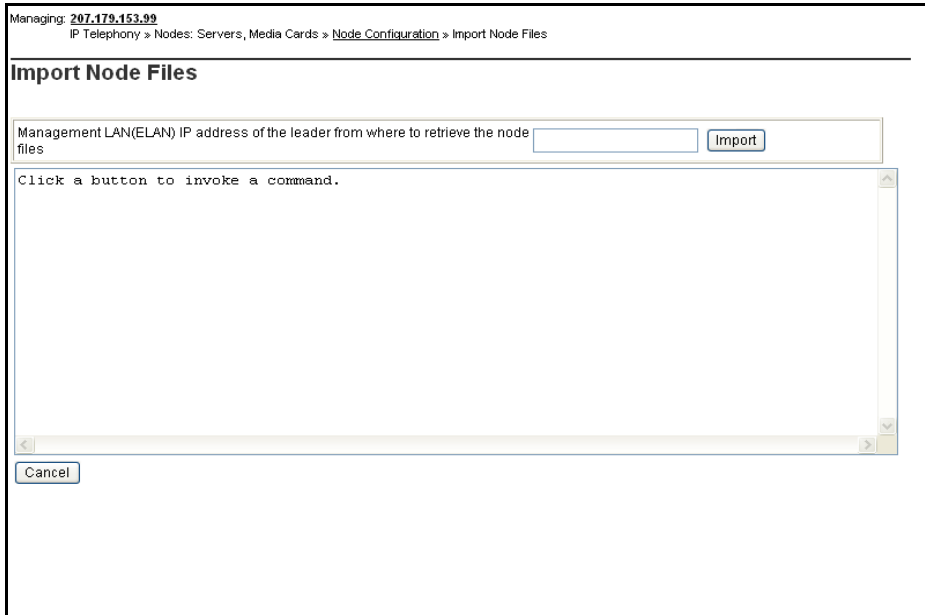 Managing: 207.179.153.99
IP Telephony » Nodes: Servers, Media Cards » Node Configuration » Import Node Files
Import Node Files
Management LAN(ELAN) IP address of the leader from where to retrieve the node
files
Import
Click a button to invoke a command.
Cancel